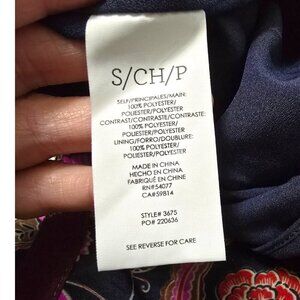 S/CH/P
SELF/PRINCIPALES/MAIN:
100% POLYESTER/
POLIESTER/POLYESTER
CONTRAST/CONTRASTE/CONTRASTE:
100% POLYESTER/
POLIESTER/POLYESTER
LINING/FORRO/DOUBLURE:
100% POLYESTER/
POLIESTER/POLYESTER
MADE IN CHINA
HECHO EN CHINA
FABRIQUÉ EN CHINE
RN#54077
CA#59814
STYLE# 3675
PO# 220636
SEE REVERSE FOR CARE